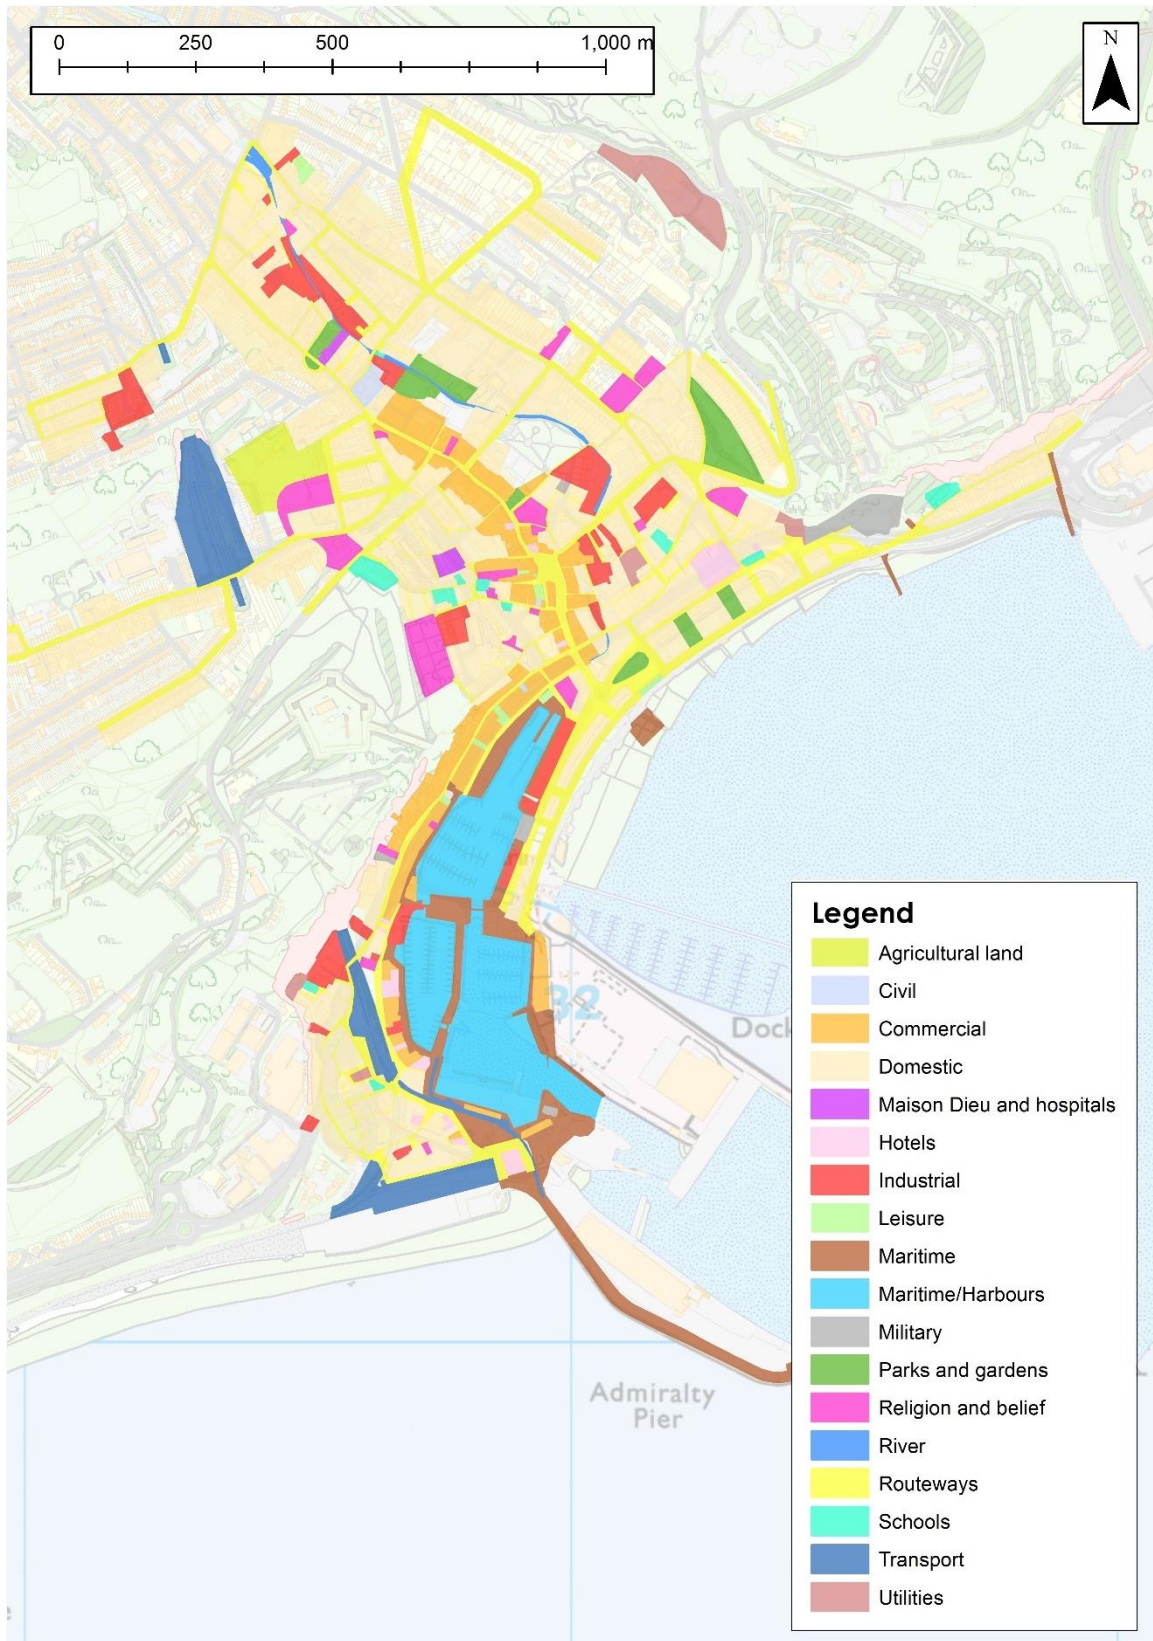 0 250 500 1,000 m
N
32
Dock
Legend
Agricultural land
Civil
Commercial
Domestic
Maison Dieu and hospitals
Hotels
Industrial
Leisure
Maritime
Maritime/Harbours
Military
Parks and gardens
Religion and belief
River
Routeways
Schools
Transport
Utilities
Admiralty
Pier